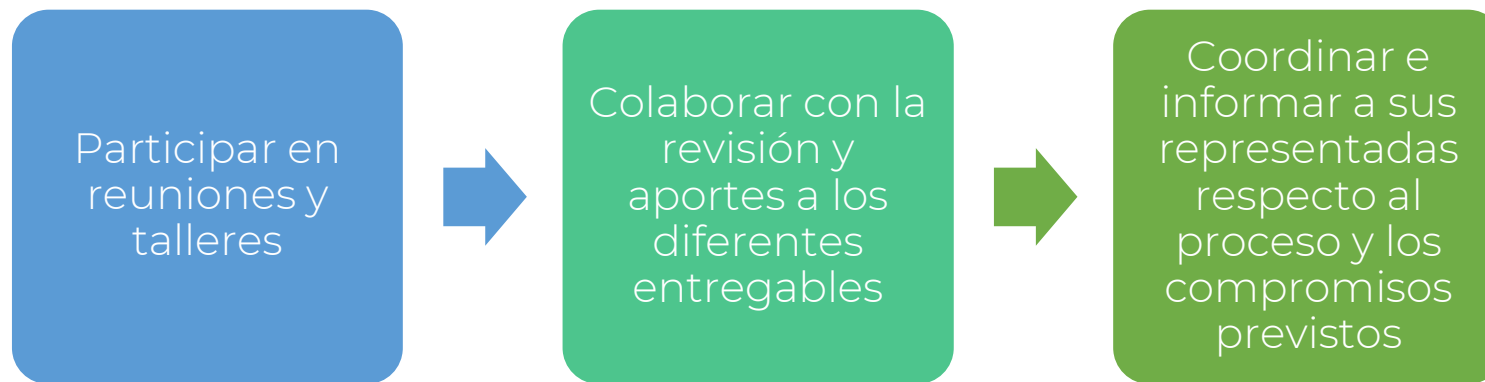 Participar en
reuniones y
talleres
Colaborar con la
revisión y
aportes a los
diferentes
entregables
Coordinar e
informar a sus
representadas
respecto al
proceso y los
compromisos
previstos